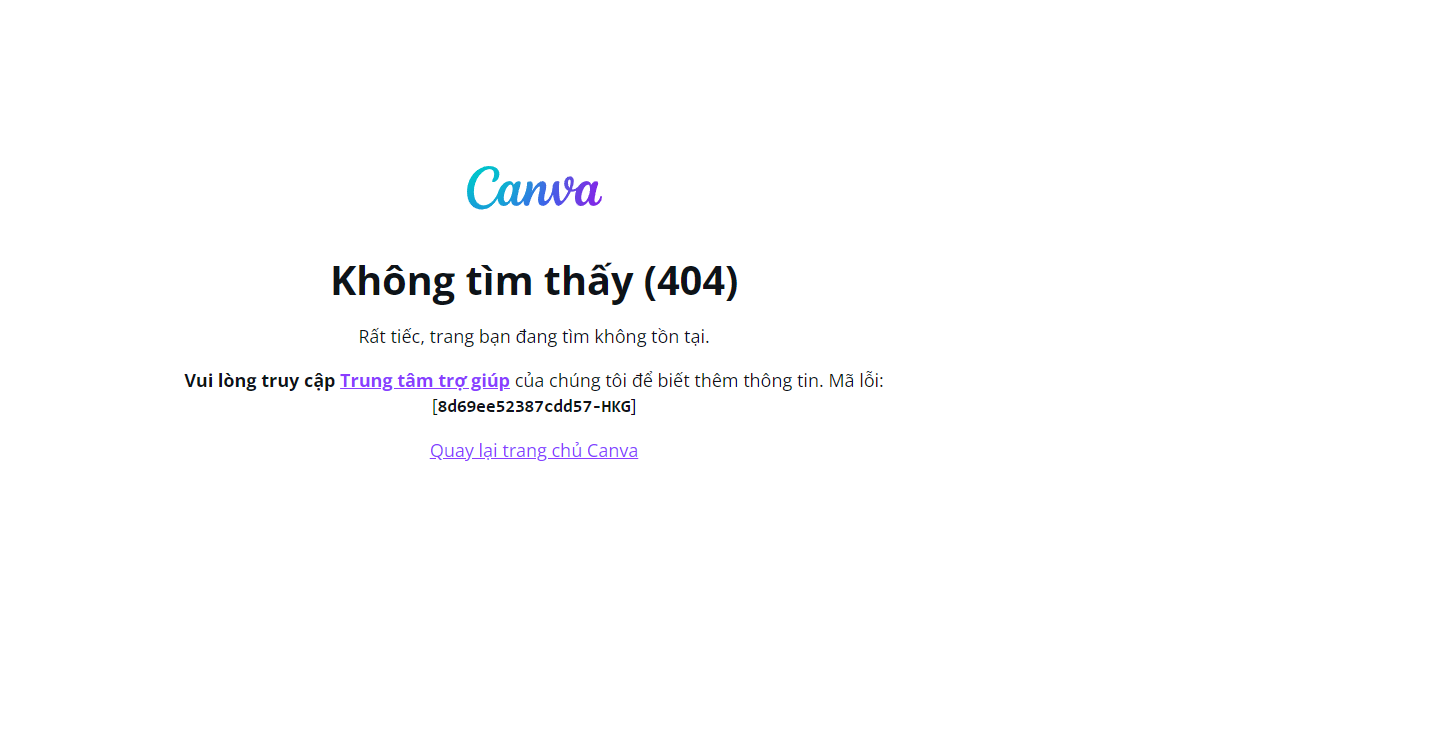 Canva
Không tìm thấy (404)
Rất tiếc, trang bạn đang tìm không tồn tại.
Vui lòng truy cập Trung tâm trợ giúp của chúng tôi để biết thêm thông tin. Mã lỗi:
[8d69ee52387cdd57-HKG]
Quay lại trang chủ Canva